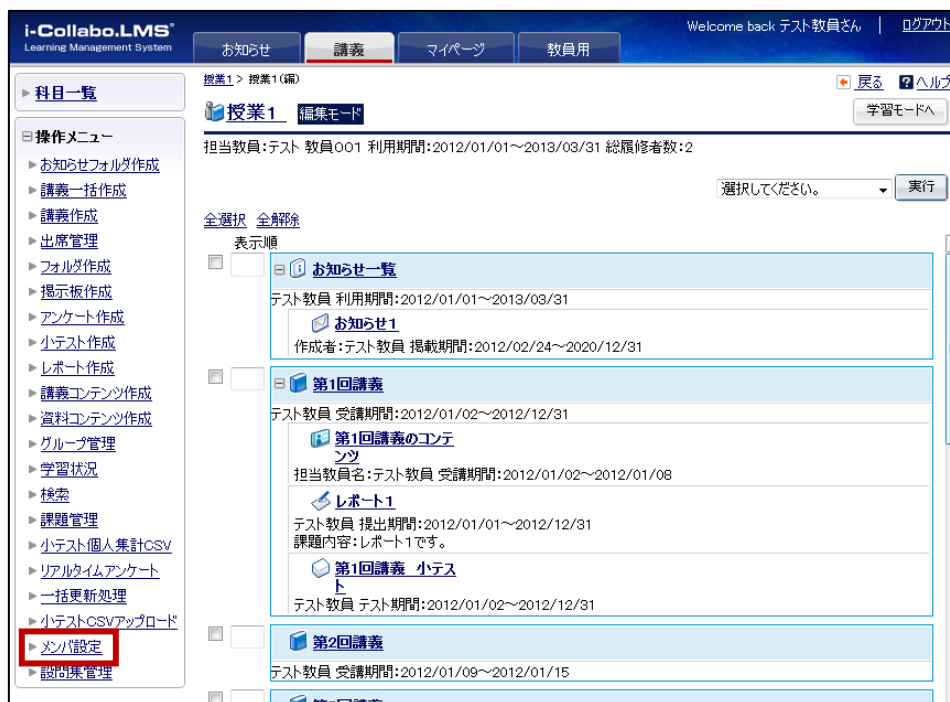 i-Collabo.LMS
Learning Management System
Welcome back テスト教員さん | ログアウト
お知らせ 講義 マイページ 教員用
科目一覧
操作メニュー
お知らせフォルダ作成
講義一括作成
講義作成
出席管理
フォルダ作成
掲示板作成
アンケート作成
小テスト作成
レポート作成
講義コンテンツ作成
資料コンテンツ作成
グループ管理
学習状況
検索
課題管理
小テスト個人集計CSV
リアルタイムアンケート
一括更新処理
小テストCSVアップロード
メンバ設定
設問集管理
授業1 > 授業1(編)
戻る ヘルプ
授業1 編集モード
学習モードへ
担当教員:テスト 教員001 利用期間:2012/01/01~2013/03/31 総履修者数:2
選択してください。 実行
全選択 全解除
表示順
お知らせ一覧
テスト教員 利用期間:2012/01/01~2013/03/31
お知らせ1
作成者:テスト教員 掲載期間:2012/02/24~2020/12/31
第1回講義
テスト教員 受講期間:2012/01/02~2012/12/31
第1回講義のコンテ
ンツ
担当教員名:テスト教員 受講期間:2012/01/02~2012/01/08
レポート1
テスト教員 提出期間:2012/01/01~2012/12/31
課題内容:レポート1です。
第1回講義 小テス
ト
テスト教員 テスト期間:2012/01/02~2012/12/31
第2回講義
テスト教員 受講期間:2012/01/09~2012/01/15